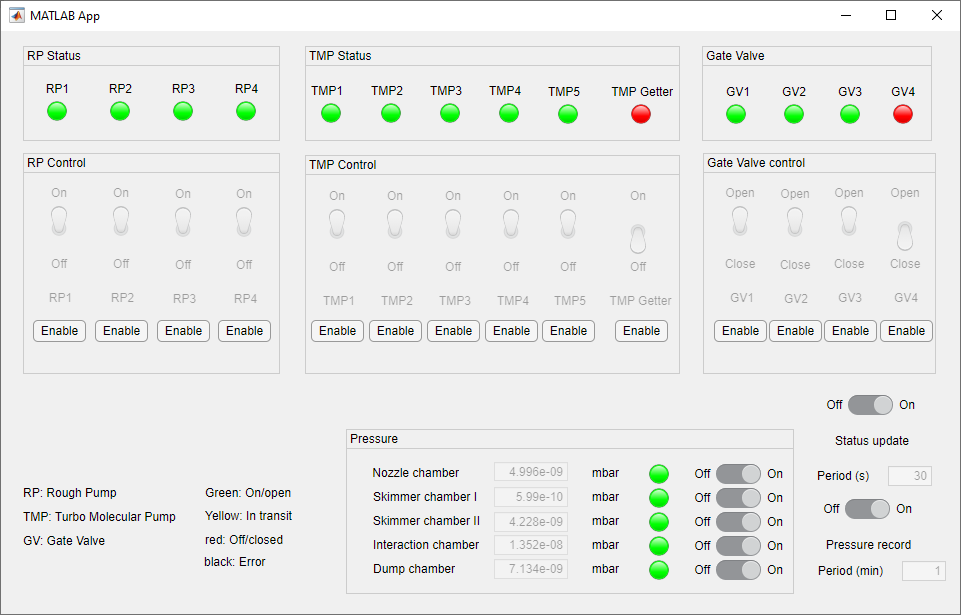 MATLAB App
RP Status
RP1 RP2 RP3 RP4
TMP Status
TMP1 TMP2 TMP3 TMP4 TMP5 TMP Getter
Gate Valve
GV1 GV2 GV3 GV4
RP Control
On On On On
Off Off Off Off
RP1 RP2 RP3 RP4
Enable Enable Enable Enable
TMP Control
On On On On On On
Off Off Off Off Off Off
TMP1 TMP2 TMP3 TMP4 TMP5 TMP Getter
Enable Enable Enable Enable Enable Enable
Gate Valve control
Open Open Open Open
Close Close Close Close
GV1 GV2 GV3 GV4
Enable Enable Enable Enable
RP: Rough Pump
TMP: Turbo Molecular Pump
GV: Gate Valve
Green: On/open
Yellow: In transit
red: Off/closed
black: Error
Pressure
Nozzle chamber 4.996e-09 mbar Off On
Skimmer chamber I 5.99e-10 mbar Off On
Skimmer chamber II 4.228e-09 mbar Off On
Interaction chamber 1.352e-08 mbar Off On
Dump chamber 7.134e-09 mbar Off On
Off On
Status update
Period (s) 30
Off On
Pressure record
Period (min) 1